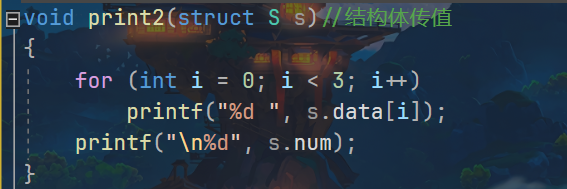 void print2(struct S s)//结构体传值
{
    for (int i = 0; i < 3; i++)
        printf("%d ", s.data[i]);
    printf("\n%d", s.num);
}